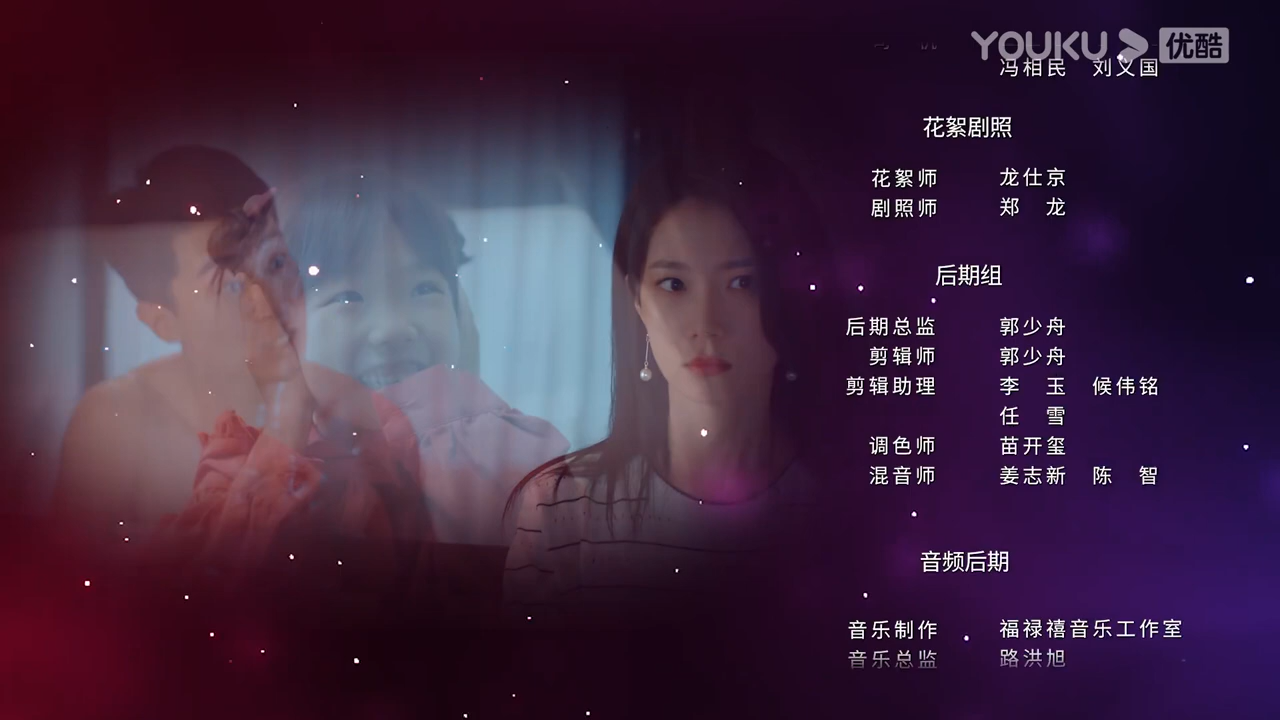 YOUKU 优酷
冯相民 刘义国
花絮剧照
花絮师 龙仕京
剧照师 郑 龙
后期组
后期总监 郭少舟
剪辑师 郭少舟
剪辑助理 李 玉 候伟铭
任 雪
调色师 苗开玺
混音师 姜志新 陈 智
音频后期
音乐制作 福禄禧音乐工作室
音乐总监 路洪旭